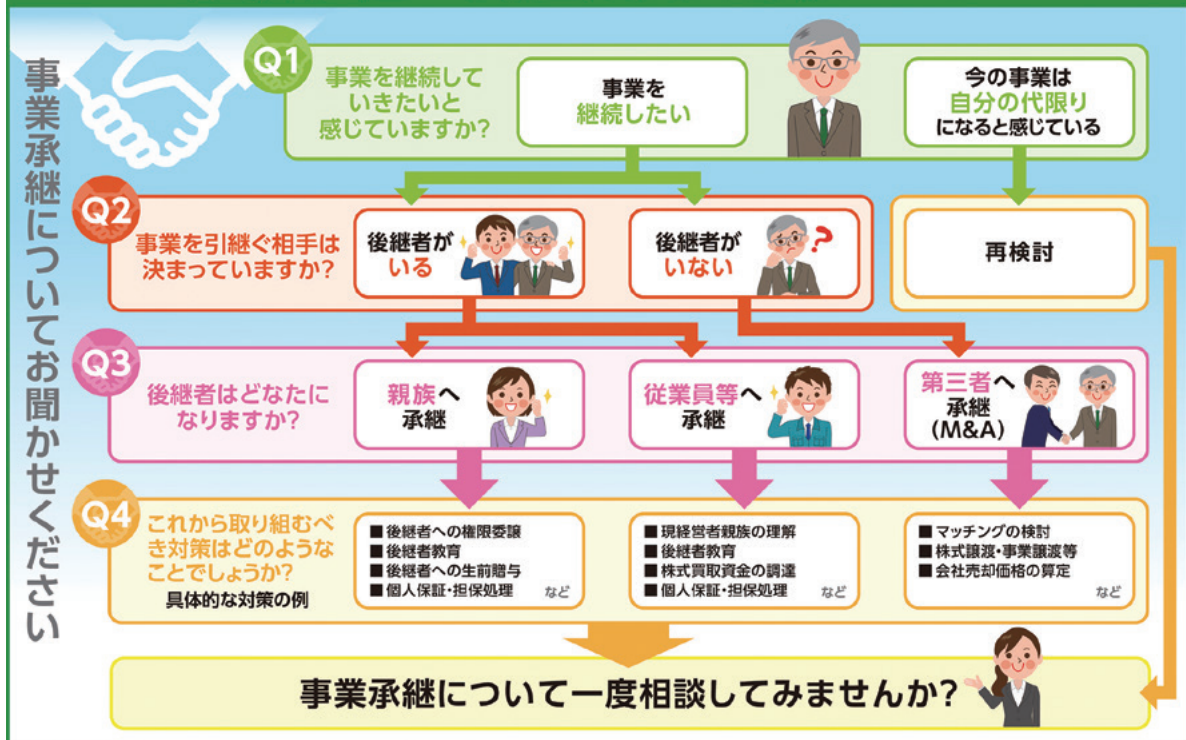 事業承継についてお聞かせください
Q1
事業を継続して
いきたいと
感じていますか?
事業を
継続したい
今の事業は
自分の代限り
になると感じている
Q2
事業を引継ぐ相手は
決まっていますか?
後継者が
いる
後継者が
いない
?
再検討
Q3
後継者はどなたに
なりますか?
親族へ
承継
従業員等へ
承継
第三者へ
承継
(M&A)
Q4
これから取り組むべ
き対策はどのような
ことでしょうか?
具体的な対策の例
■後継者への権限委譲
■後継者教育
■後継者への生前贈与
■個人保証・担保処理
など
■現経営者親族の理解
■後継者教育
■株式買取資金の調達
■個人保証・担保処理
など
■マッチングの検討
■株式譲渡・事業譲渡等
■会社売却価格の算定
など
事業承継について一度相談してみませんか?